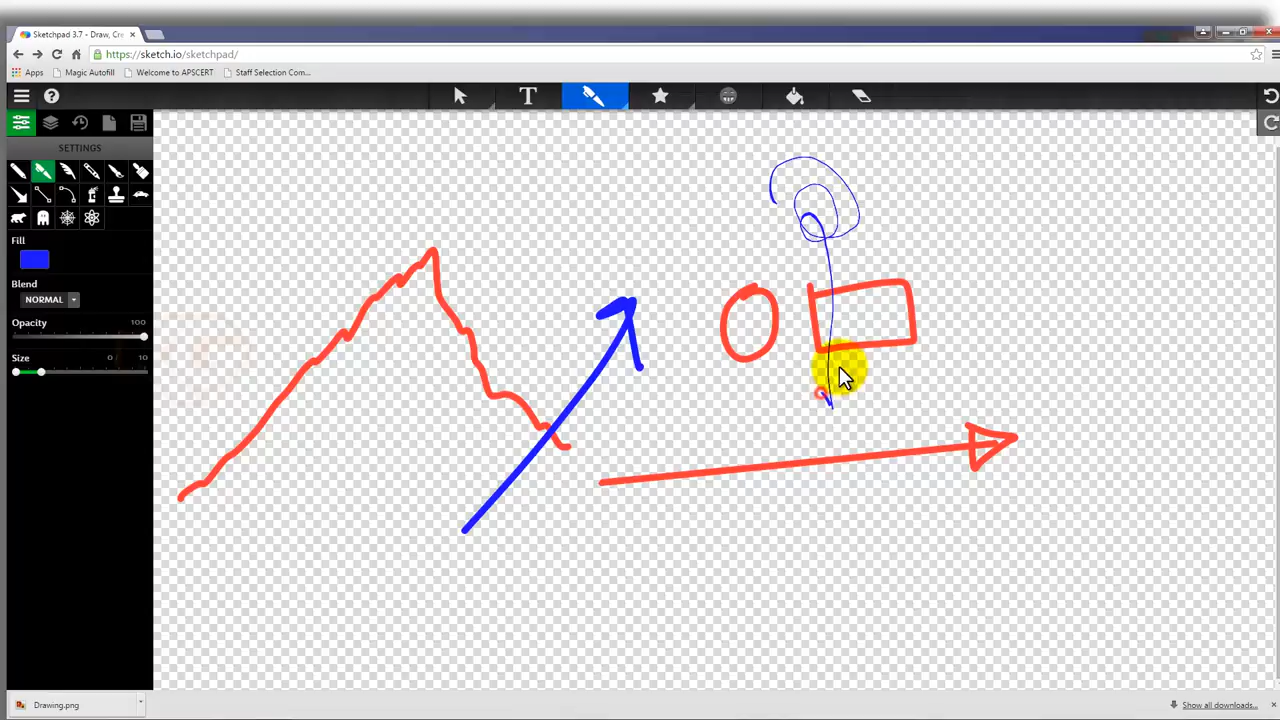 Sketchpad 3.7 - Draw, Cre
https://sketch.io/sketchpad/
Apps Magic Autofill Welcome to APSCERT Staff Selection Com...
T
SETTINGS
Fill
Blend
NORMAL
Opacity 100
Size 0 / 10
Drawing.png
Show all downloads...